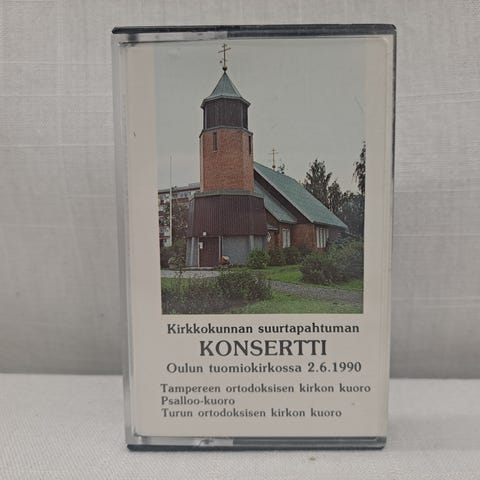 Kirkkokunnan suurtapahtuman
KONSERTTI
Oulun tuomiokirkossa 2.6.1990
Tampereen ortodoksisen kirkon kuoro
Psalloo-kuoro
Turun ortodoksisen kirkon kuoro